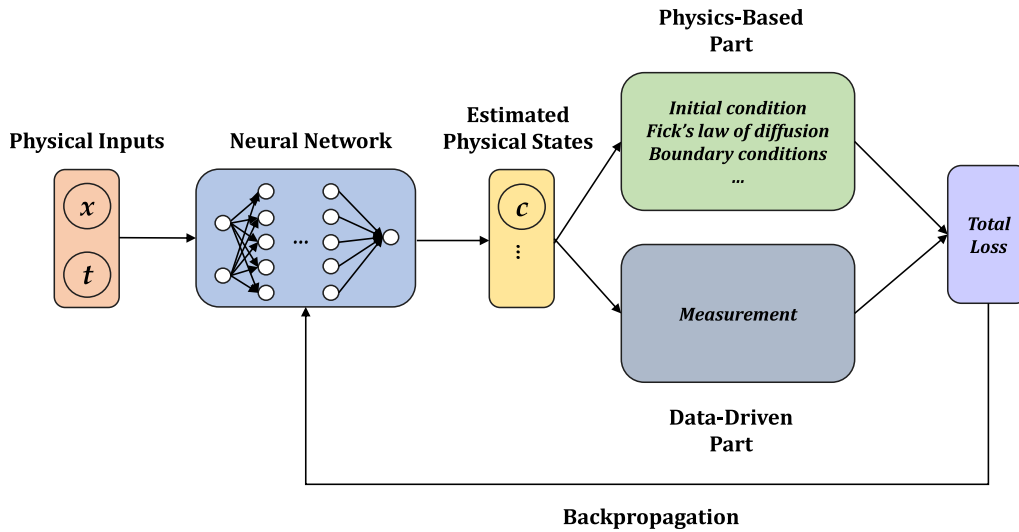 Physics-Based
Part
Physical Inputs
Neural Network
Estimated
Physical States
x
t
...
c
⋮
Initial condition
Fick's law of diffusion
Boundary conditions
...
Measurement
Total
Loss
Data-Driven
Part
Backpropagation